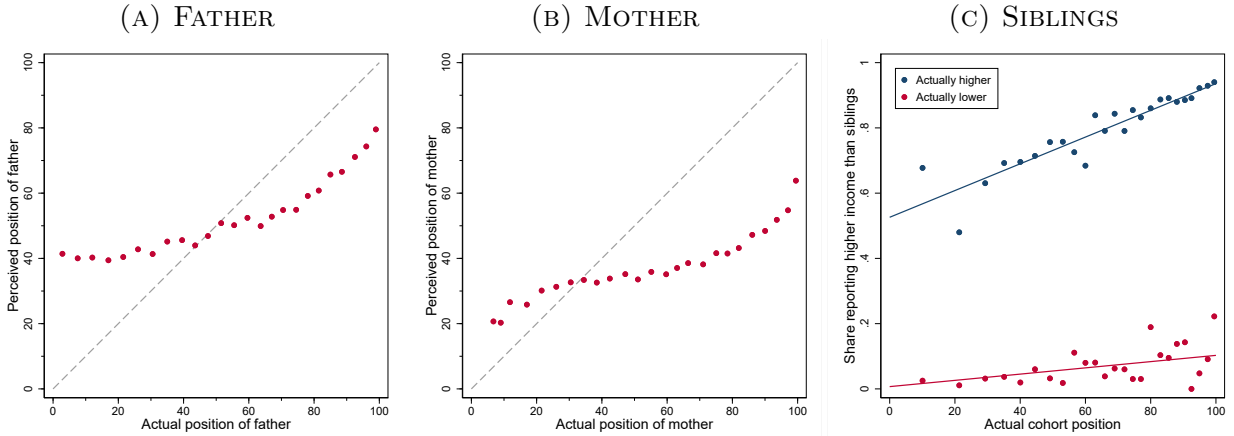 (A) FATHER
Perceived position of father
100
80
60
40
20
0
0 20 40 60 80 100
Actual position of father
(B) MOTHER
Perceived position of mother
100
80
60
40
20
0
0 20 40 60 80 100
Actual position of mother
(C) SIBLINGS
Share reporting higher income than siblings
1
.8
.6
.4
.2
0
Actually higher
Actually lower
0 20 40 60 80 100
Actual cohort position